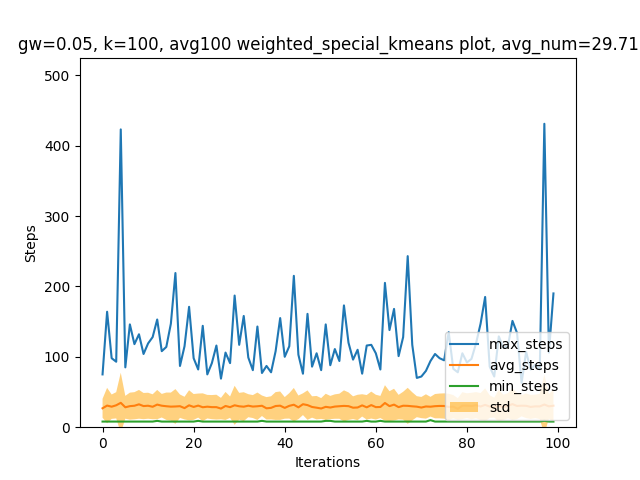 gw=0.05, k=100, avg100 weighted_special_kmeans plot, avg_num=29.71
500
400
300
200
100
0
Steps
max_steps
avg_steps
min_steps
std
0 20 40 60 80 100
Iterations